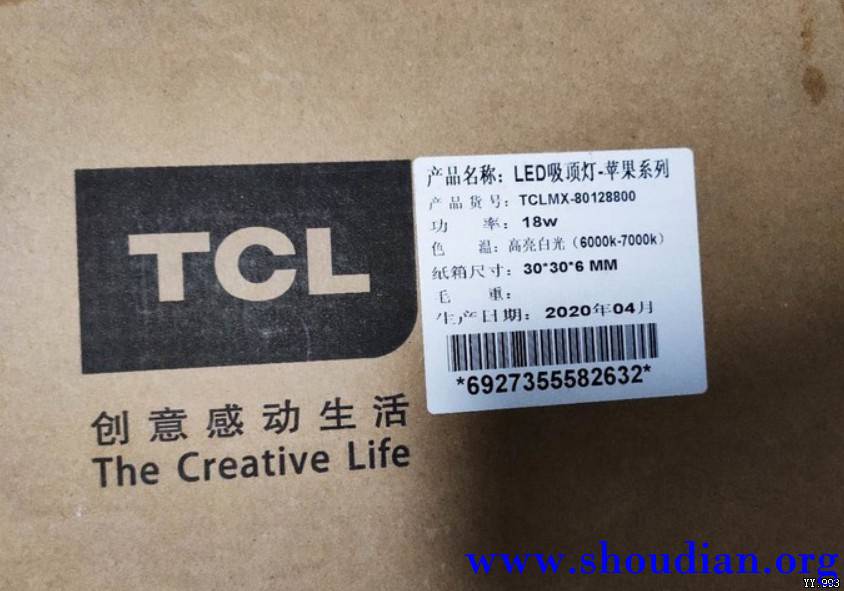 TCL
创意感动生活
The Creative Life
产品名称：LED吸顶灯-苹果系列
产品货号：TCLMX-80128800
功 率：18w
色 温：高亮白光（6000k-7000k）
纸箱尺寸：30*30*6 MM
毛 重：
生产日期：2020年04月
*6927355582632*
www.shoudian.org
YY.993